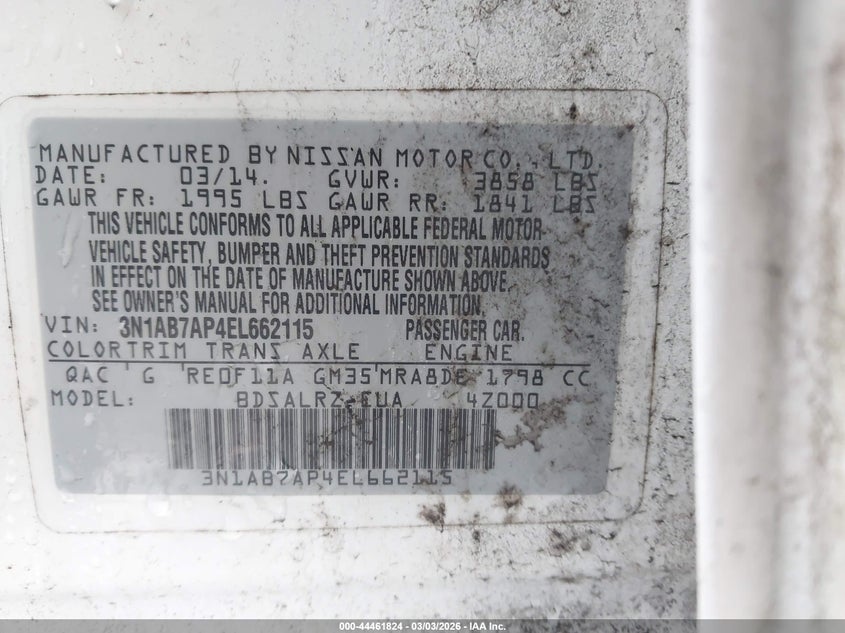 MANUFACTURED BY NISSAN MOTOR CO., LTD.
DATE: 03/14. GVWR: 3858 LBS
GAWR FR: 1995 LBS GAWR RR: 1841 LBS
THIS VEHICLE CONFORMS TO ALL APPLICABLE FEDERAL MOTOR
VEHICLE SAFETY, BUMPER AND THEFT PREVENTION STANDARDS
IN EFFECT ON THE DATE OF MANUFACTURE SHOWN ABOVE.
SEE OWNER'S MANUAL FOR ADDITIONAL INFORMATION.
VIN: 3N1AB7AP4EL662115 PASSENGER CAR.
COLORTRIM TRANS AXLE ENGINE
QAC G RE0F11A GM35 MRA8DE 1798 CC
MODEL: BDSALRZ-EUA 4Z000
3N1AB7AP4EL662115
000-44461824 — 03/03/2026 — IAA Inc.